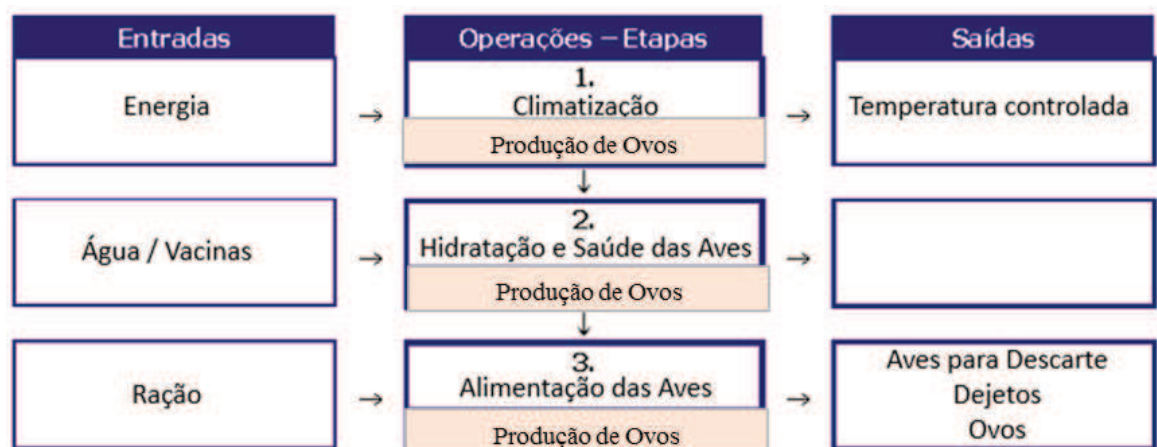 Entradas
Operações – Etapas
Saídas
Energia
→
1.
Climatização
Produção de Ovos
→
Temperatura controlada
↓
Água / Vacinas
→
2.
Hidratação e Saúde das Aves
Produção de Ovos
→
↓
Ração
→
3.
Alimentação das Aves
Produção de Ovos
→
Aves para Descarte
Dejetos
Ovos